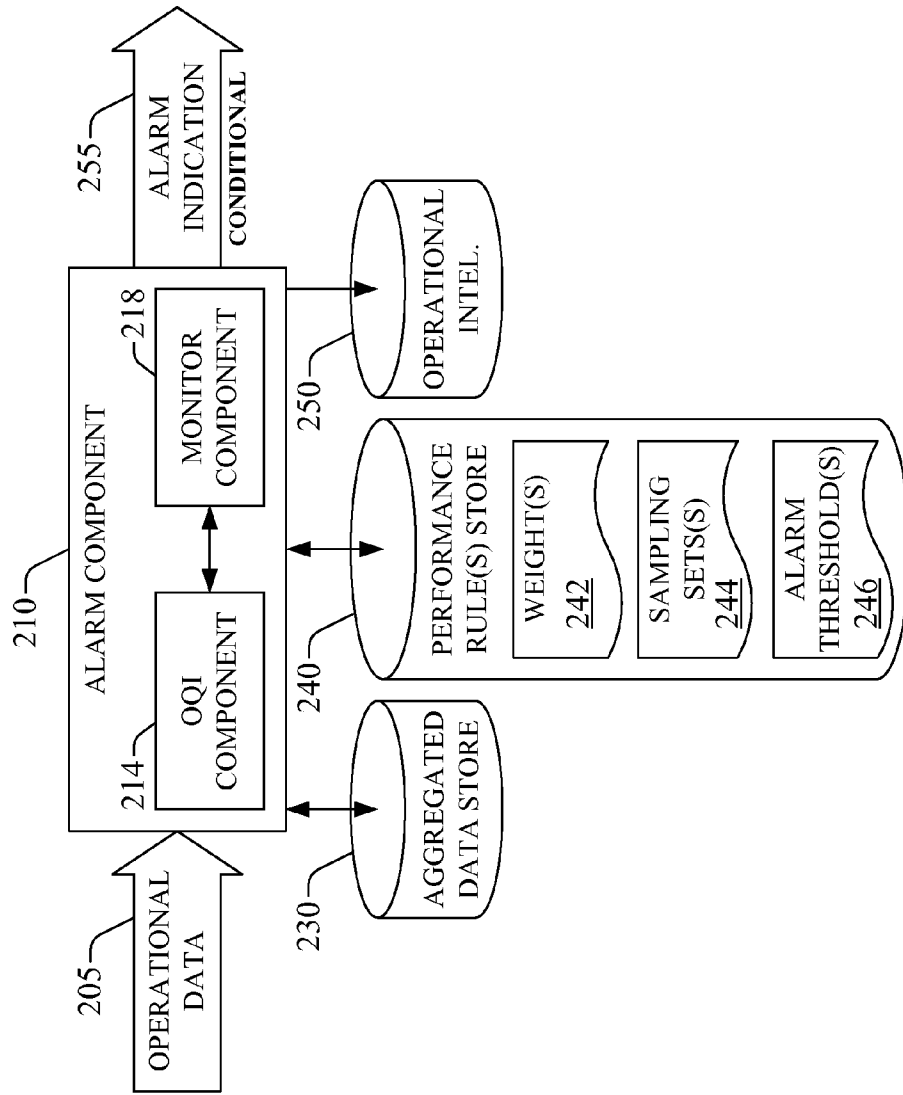 205
OPERATIONAL
DATA
210
ALARM COMPONENT
214
OQI
COMPONENT
218
MONITOR
COMPONENT
255
ALARM
INDICATION
CONDITIONAL
230
AGGREGATED
DATA STORE
240
PERFORMANCE
RULE(S) STORE
WEIGHT(S)
242
SAMPLING
SETS(S)
244
ALARM
THRESHOLD(S)
246
250
OPERATIONAL
INTEL.